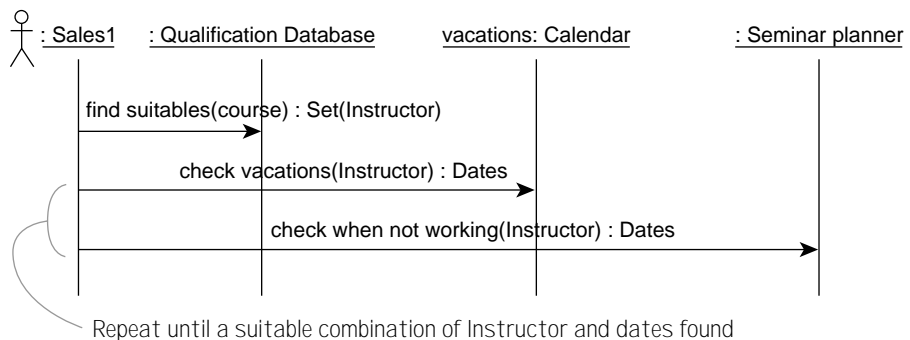 : Sales1 : Qualification Database vacations: Calendar : Seminar planner
find suitables(course) : Set(Instructor)
check vacations(Instructor) : Dates
check when not working(Instructor) : Dates
Repeat until a suitable combination of Instructor and dates found